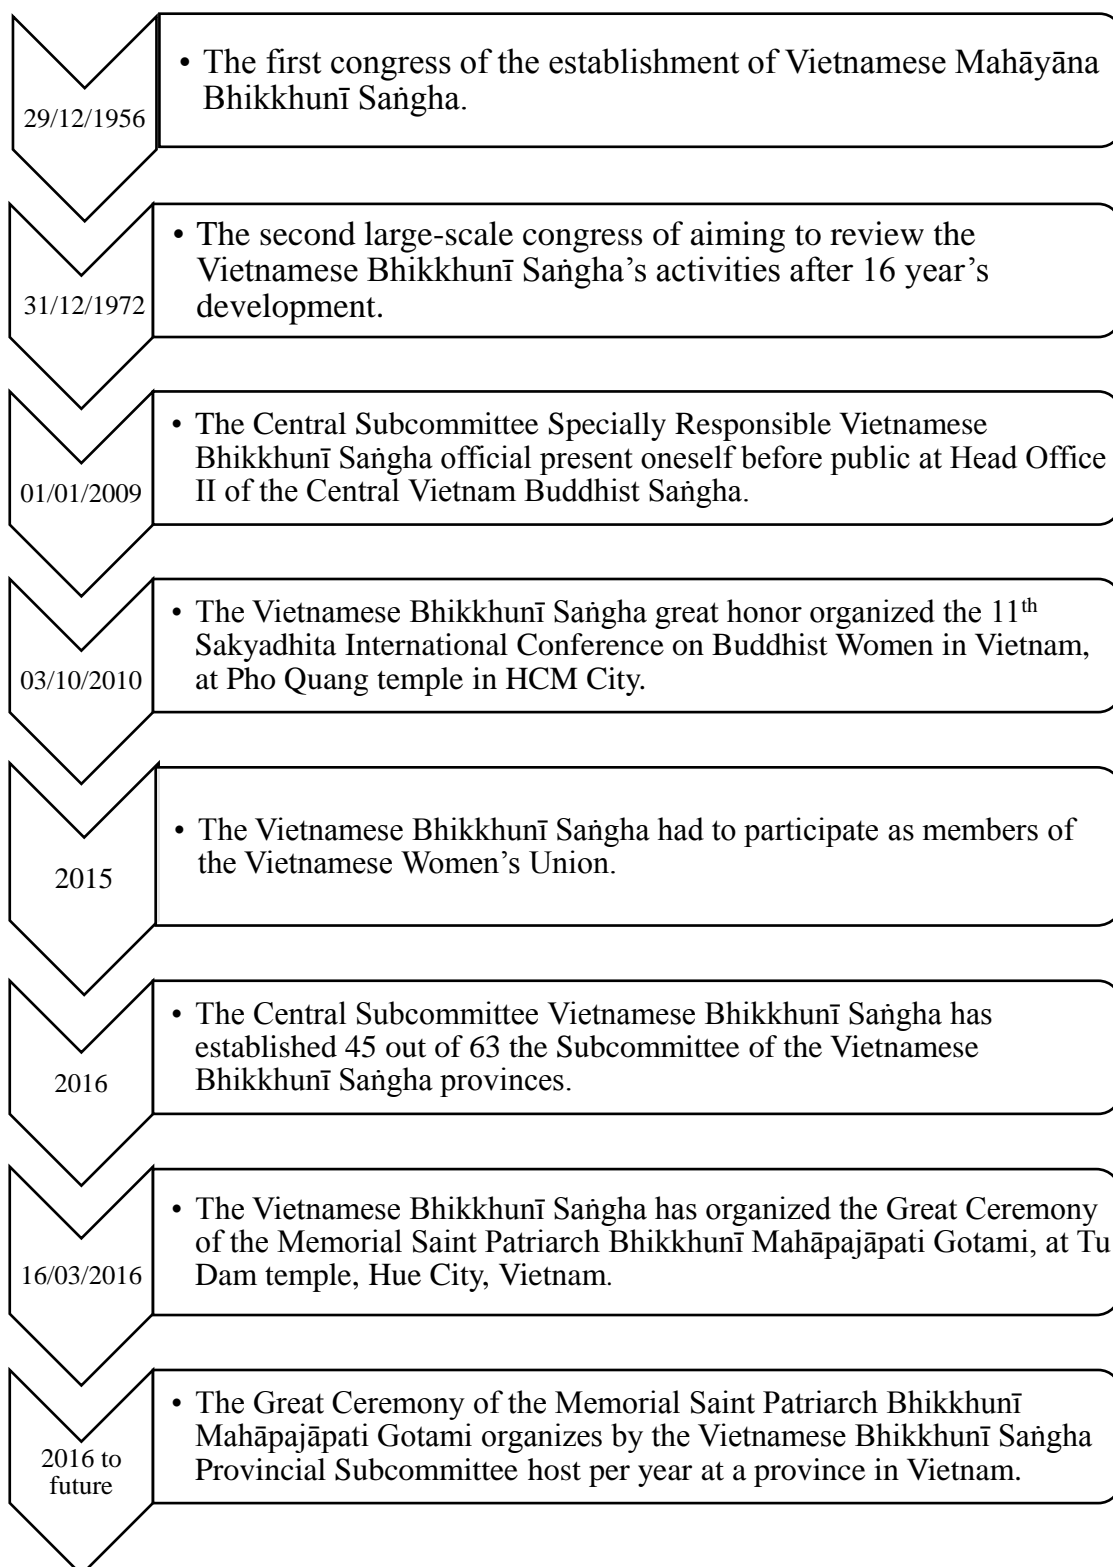 29/12/1956
• The first congress of the establishment of Vietnamese Mahāyāna
Bhikkhunī Saṅgha.
31/12/1972
• The second large-scale congress of aiming to review the
Vietnamese Bhikkhunī Saṅgha’s activities after 16 year’s
development.
01/01/2009
• The Central Subcommittee Specially Responsible Vietnamese
Bhikkhunī Saṅgha official present oneself before public at Head Office
II of the Central Vietnam Buddhist Saṅgha.
03/10/2010
• The Vietnamese Bhikkhunī Saṅgha great honor organized the 11th
Sakyadhita International Conference on Buddhist Women in Vietnam,
at Pho Quang temple in HCM City.
2015
• The Vietnamese Bhikkhunī Saṅgha had to participate as members of
the Vietnamese Women’s Union.
2016
• The Central Subcommittee Vietnamese Bhikkhunī Saṅgha has
established 45 out of 63 the Subcommittee of the Vietnamese
Bhikkhunī Saṅgha provinces.
16/03/2016
• The Vietnamese Bhikkhunī Saṅgha has organized the Great Ceremony
of the Memorial Saint Patriarch Bhikkhunī Mahāpajāpati Gotami, at Tu
Dam temple, Hue City, Vietnam.
2016 to
future
• The Great Ceremony of the Memorial Saint Patriarch Bhikkhunī
Mahāpajāpati Gotami organizes by the Vietnamese Bhikkhunī Saṅgha
Provincial Subcommittee host per year at a province in Vietnam.